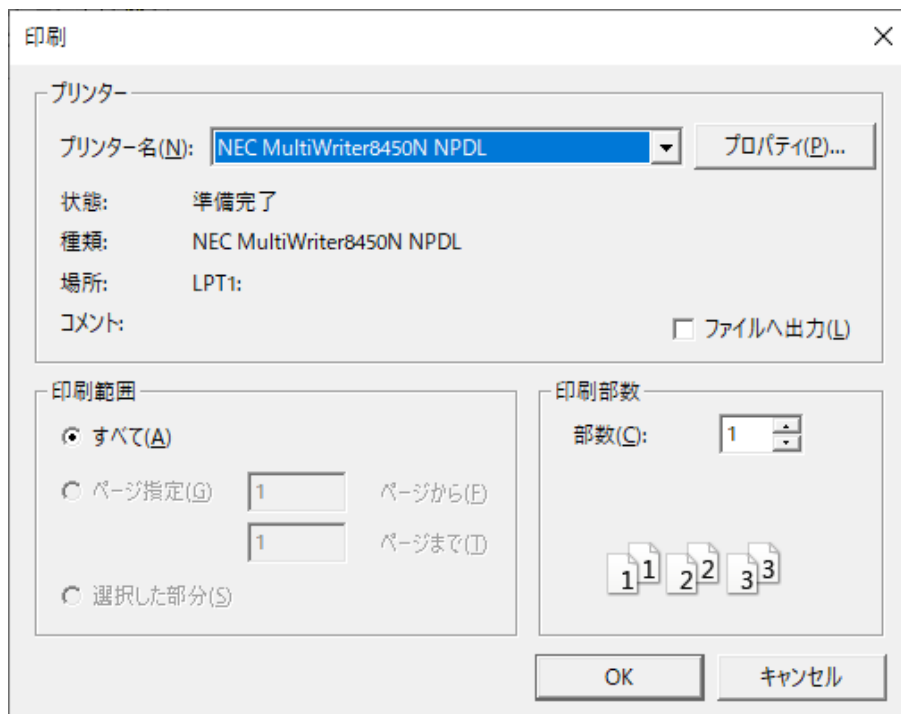 印刷
プリンター
プリンター名(N): NEC MultiWriter8450N NPDL プロパティ(P)...
状態: 準備完了
種類: NEC MultiWriter8450N NPDL
場所: LPT1:
コメント: ファイルへ出力(L)
印刷範囲
すべて(A)
ページ指定(G) 1 ページから(F)
1 ページまで(T)
選択した部分(S)
印刷部数
部数(C): 1
1 1 2 2 3 3
OK キャンセル